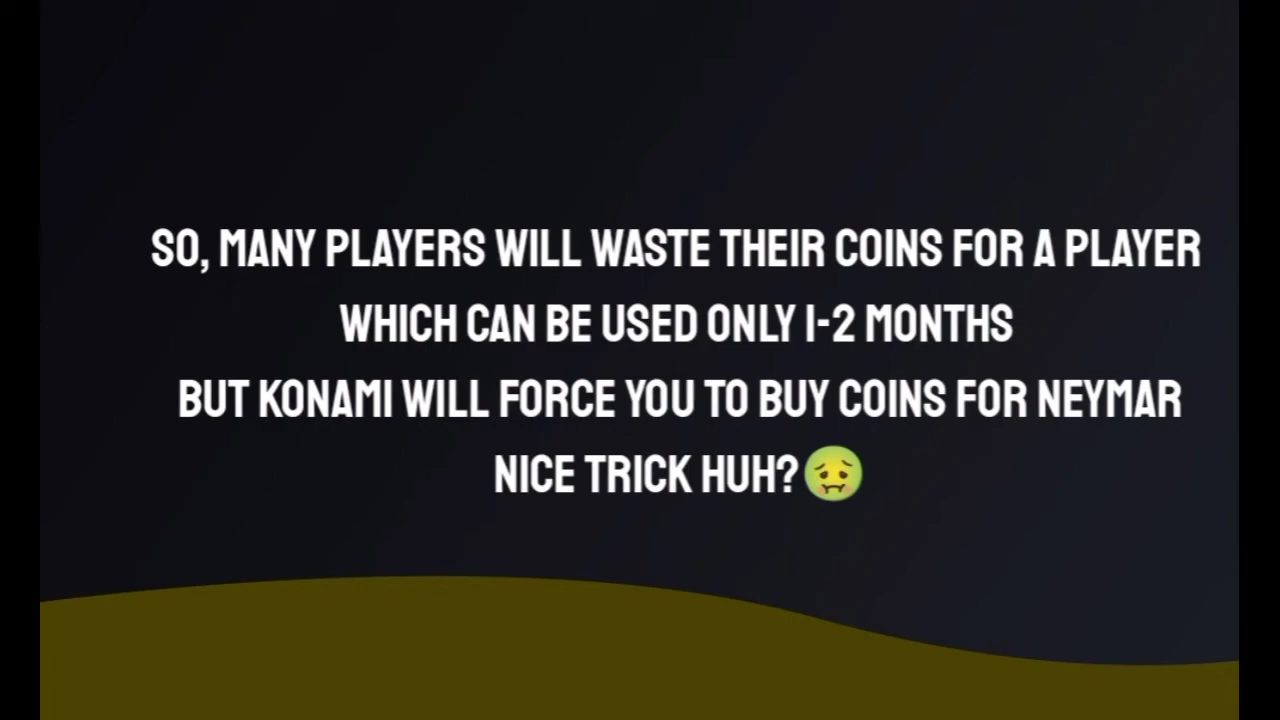 SO, MANY PLAYERS WILL WASTE THEIR COINS FOR A PLAYER
WHICH CAN BE USED ONLY 1-2 MONTHS
BUT KONAMI WILL FORCE YOU TO BUY COINS FOR NEYMAR
NICE TRICK HUH?🤢